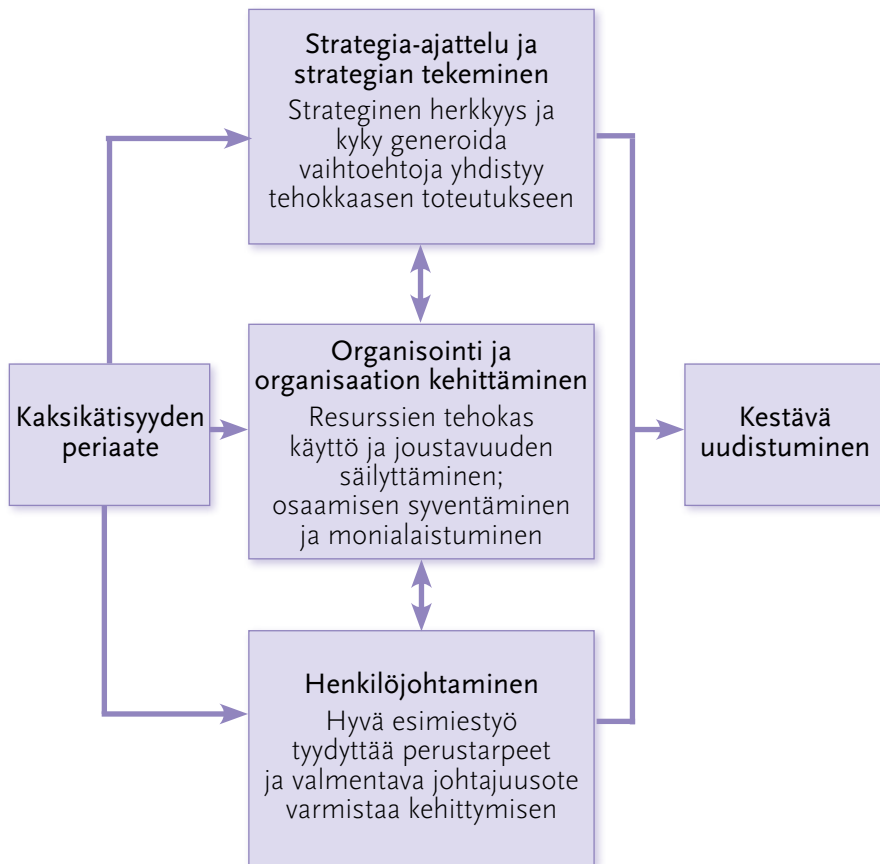 Strategia-ajattelu ja
strategian tekeminen
Strateginen herkkyys ja
kyky generoida
vaihtoehtoja yhdistyy
tehokkaasen toteutukseen
Kaksikätisyyden
periaate
Organisointi ja
organisaation kehittäminen
Resurssien tehokas
käyttö ja joustavuuden
säilyttäminen;
osaamisen syventäminen
ja monialaistuminen
Kestävä
uudistuminen
Henkilöjohtaminen
Hyvä esimiestyö
tyydyttää perustarpeet
ja valmentava johtajuusote
varmistaa kehittymisen